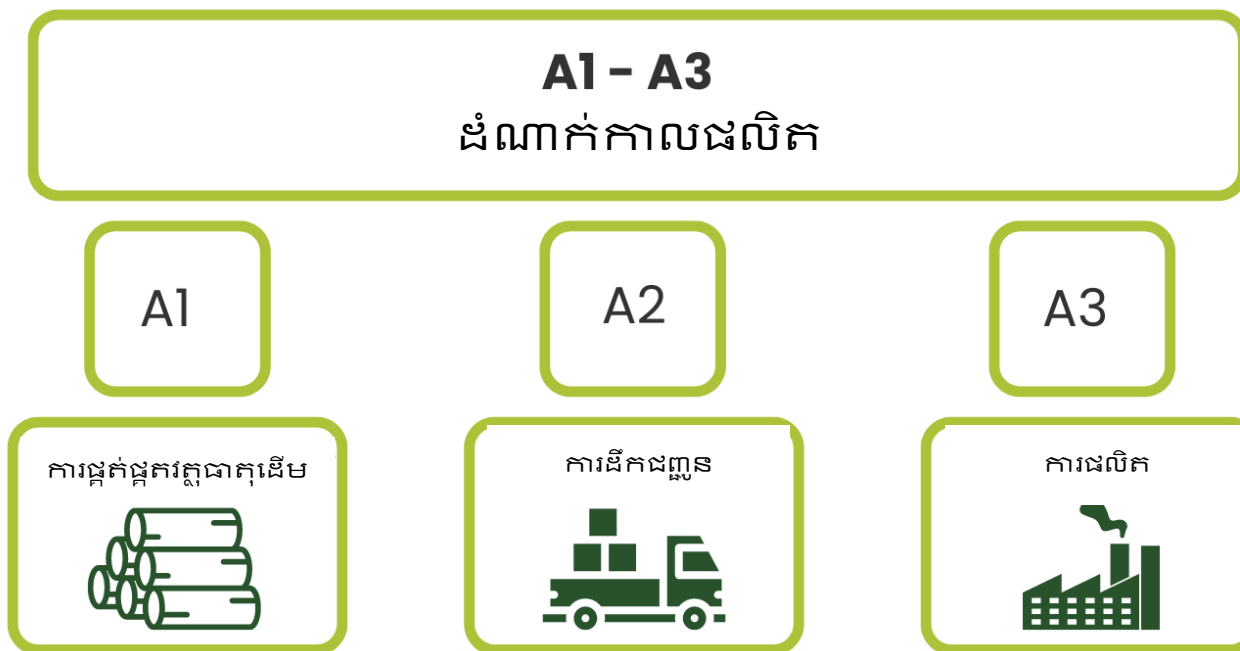 A1 – A3
ដំណាក់កាលផលិត
A1
A2
A3
ការផ្គត់ផ្គតវត្ថុធាតុដើម
ការដឹកជញ្ជូន
ការផលិត